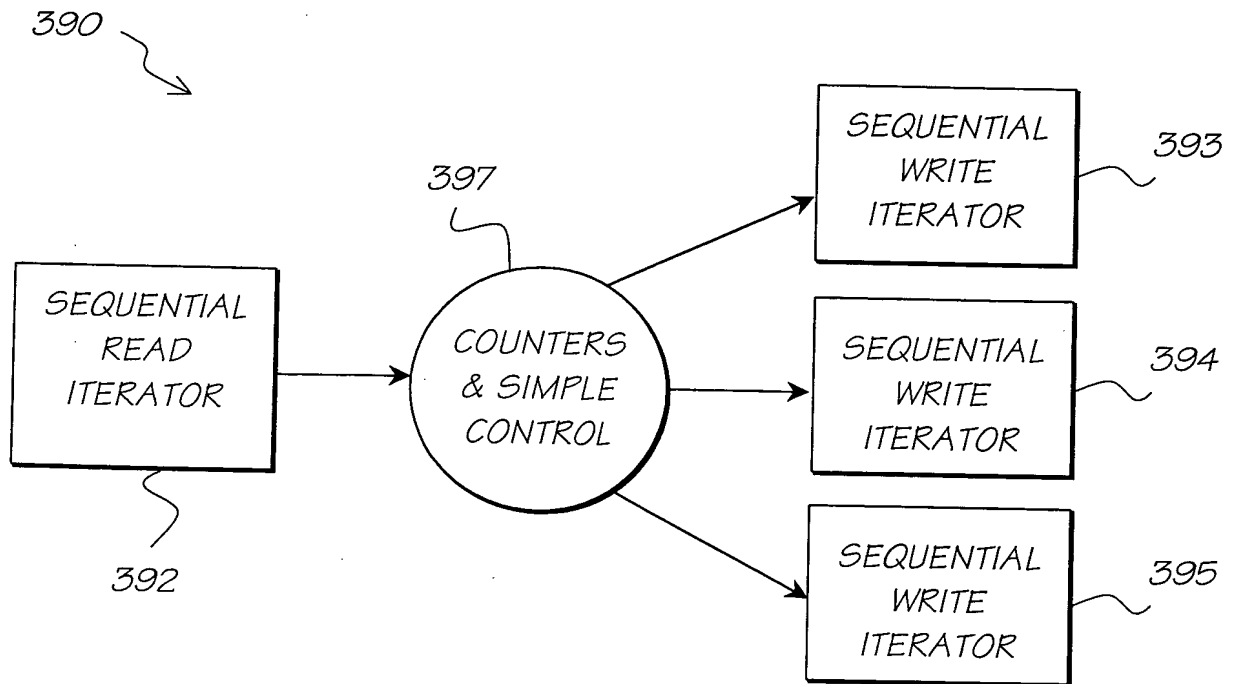 390
397
SEQUENTIAL
READ
ITERATOR
392
COUNTERS
& SIMPLE
CONTROL
SEQUENTIAL
WRITE
ITERATOR
393
SEQUENTIAL
WRITE
ITERATOR
394
SEQUENTIAL
WRITE
ITERATOR
395